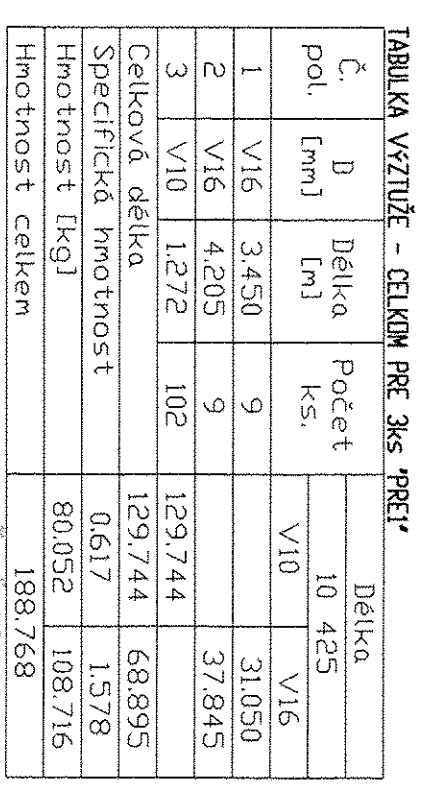 TABULKA VÝZTUŽE - CELKOM PRE 3ks "PRE1"
Č. pol. D [mm] Délka [m] Počet ks. Délka
10 425
V10 V16
1 V16 3.450 9 31.050
2 V16 4.205 9 37.845
3 V10 1.272 102 129.744
Celková délka 129.744 68.895
Specifická hmotnost 0.617 1.578
Hmotnost [kg] 80.052 108.716
Hmotnost celkem 188.768